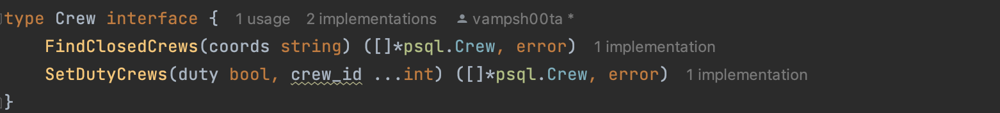 type Crew interface { 1 usage 2 implementations vampsh00ta *
FindClosedCrews(coords string) ([]*psql.Crew, error) 1 implementation
SetDutyCrews(duty bool, crew_id ...int) ([]*psql.Crew, error) 1 implementation
}